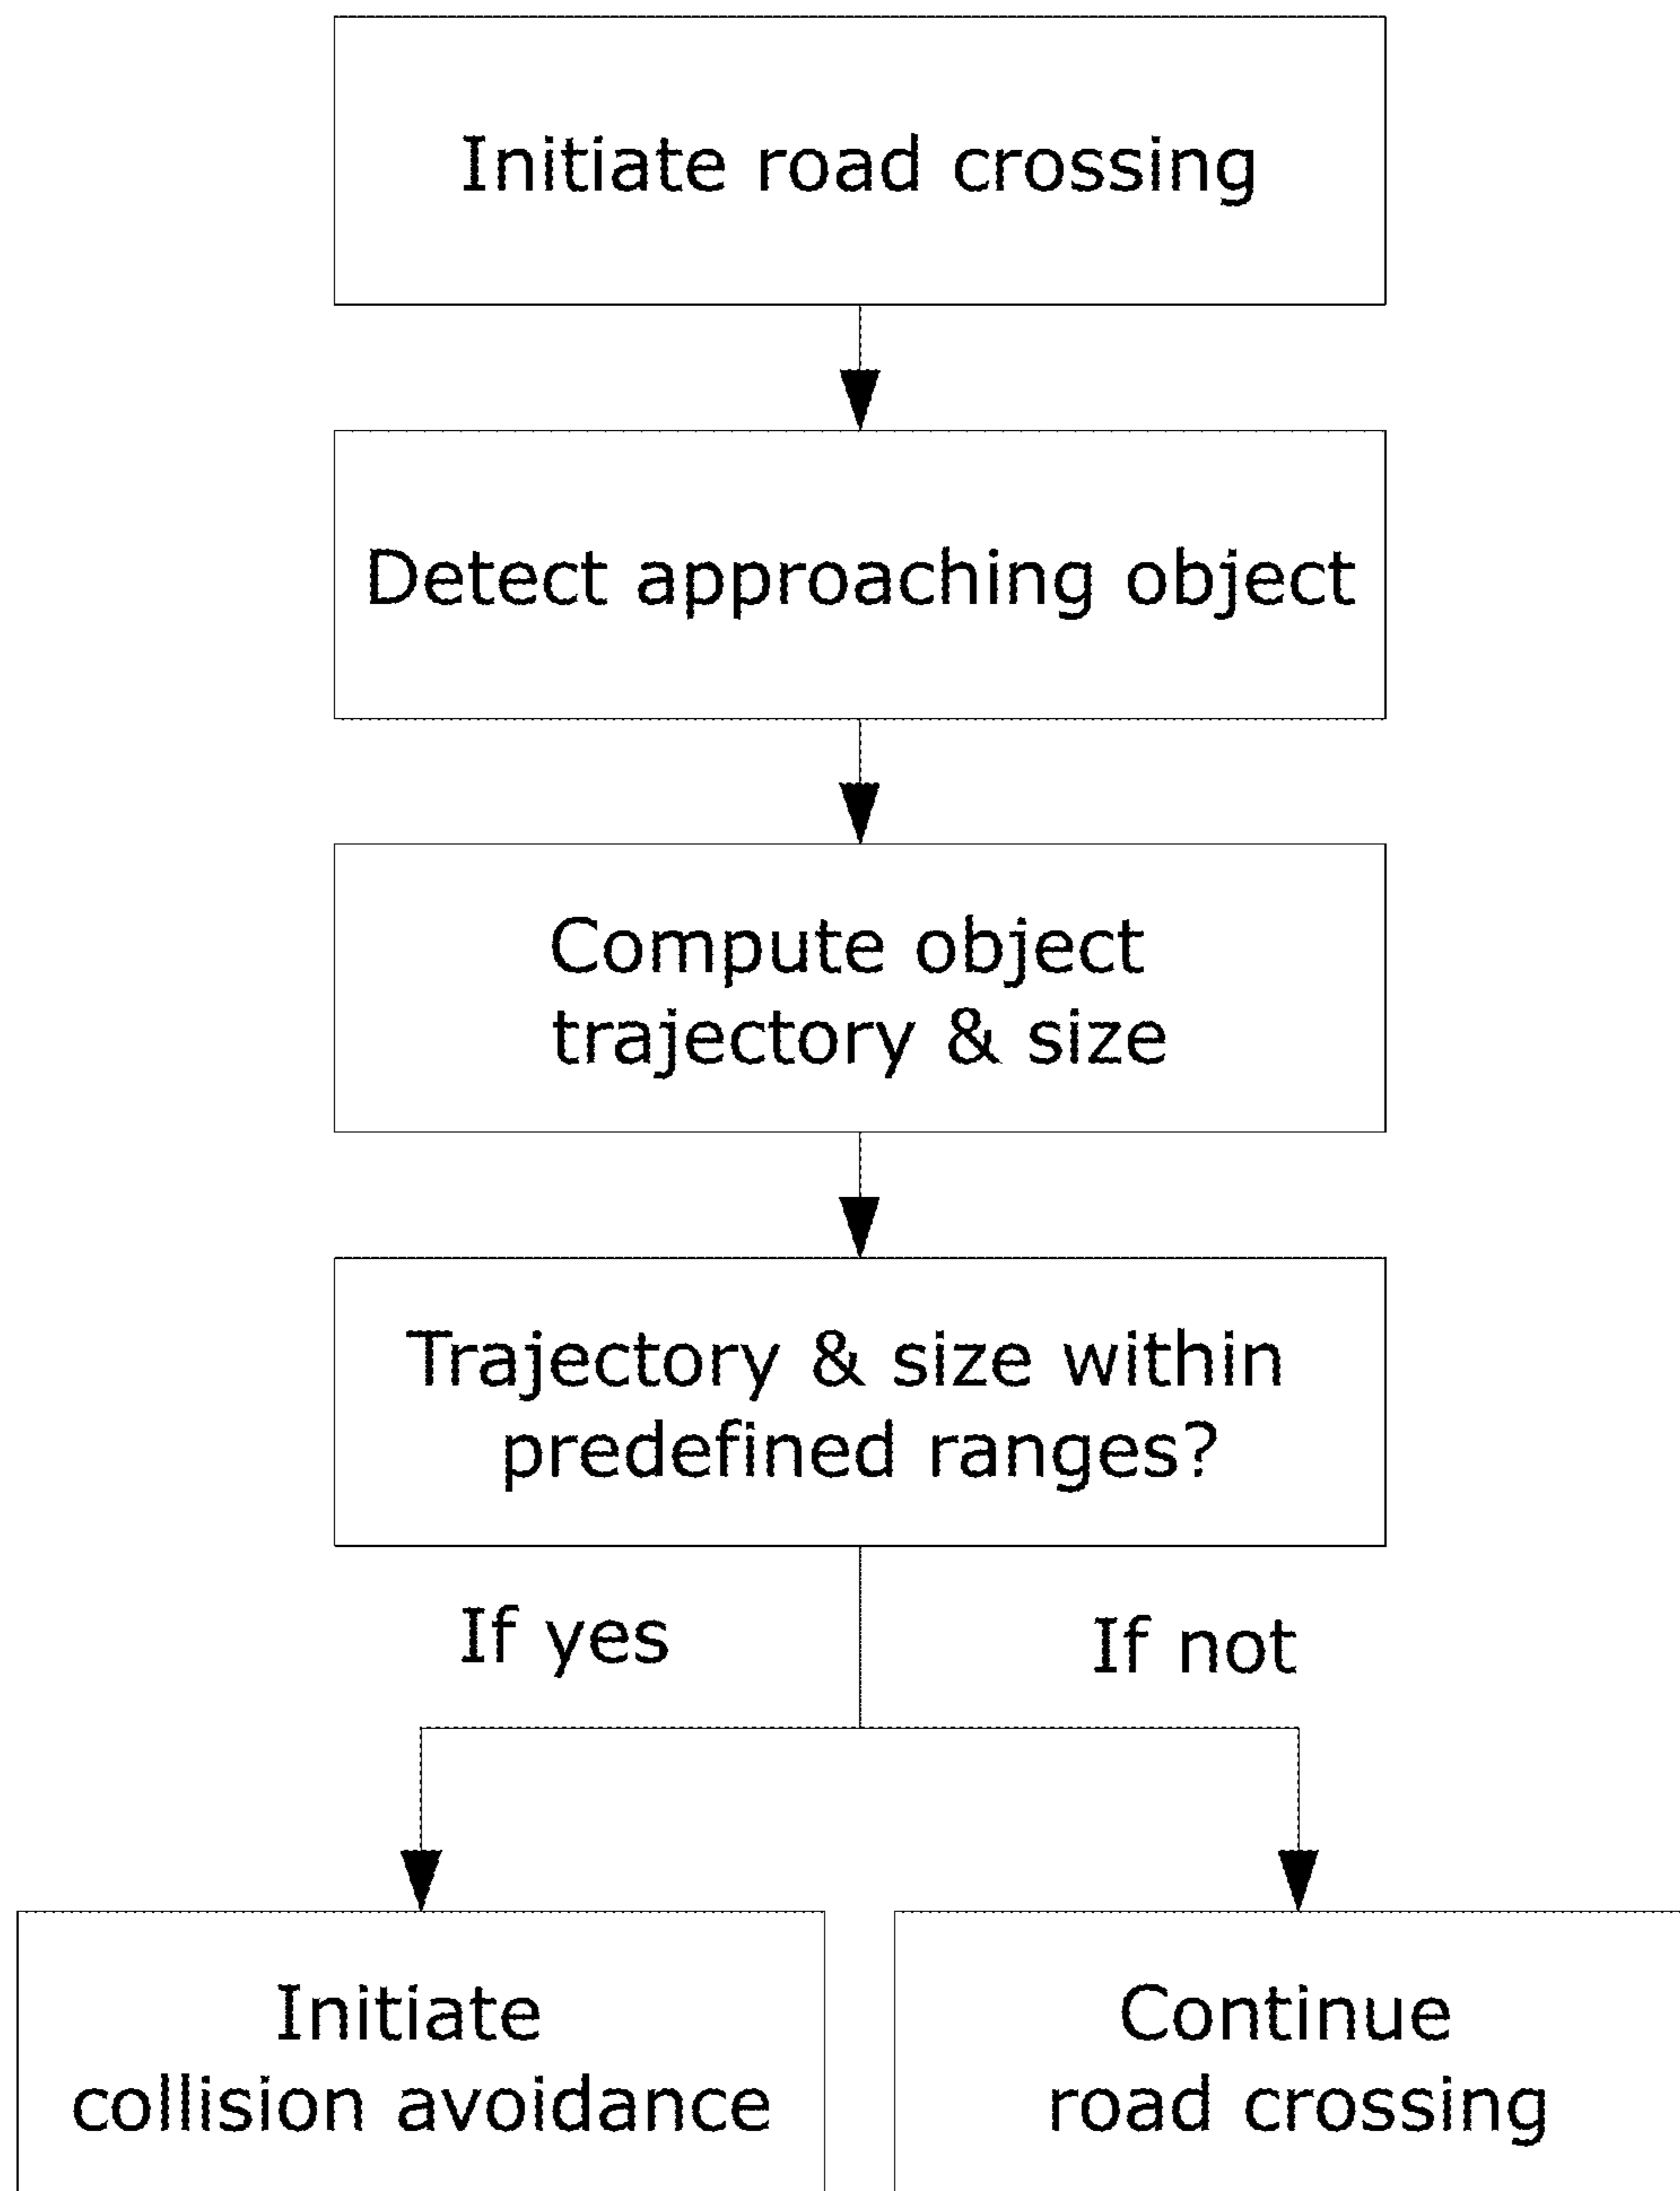 Initiate road crossing
Detect approaching object
Compute object
trajectory & size
Trajectory & size within
predefined ranges?
If yes
If not
Initiate
collision avoidance
Continue
road crossing